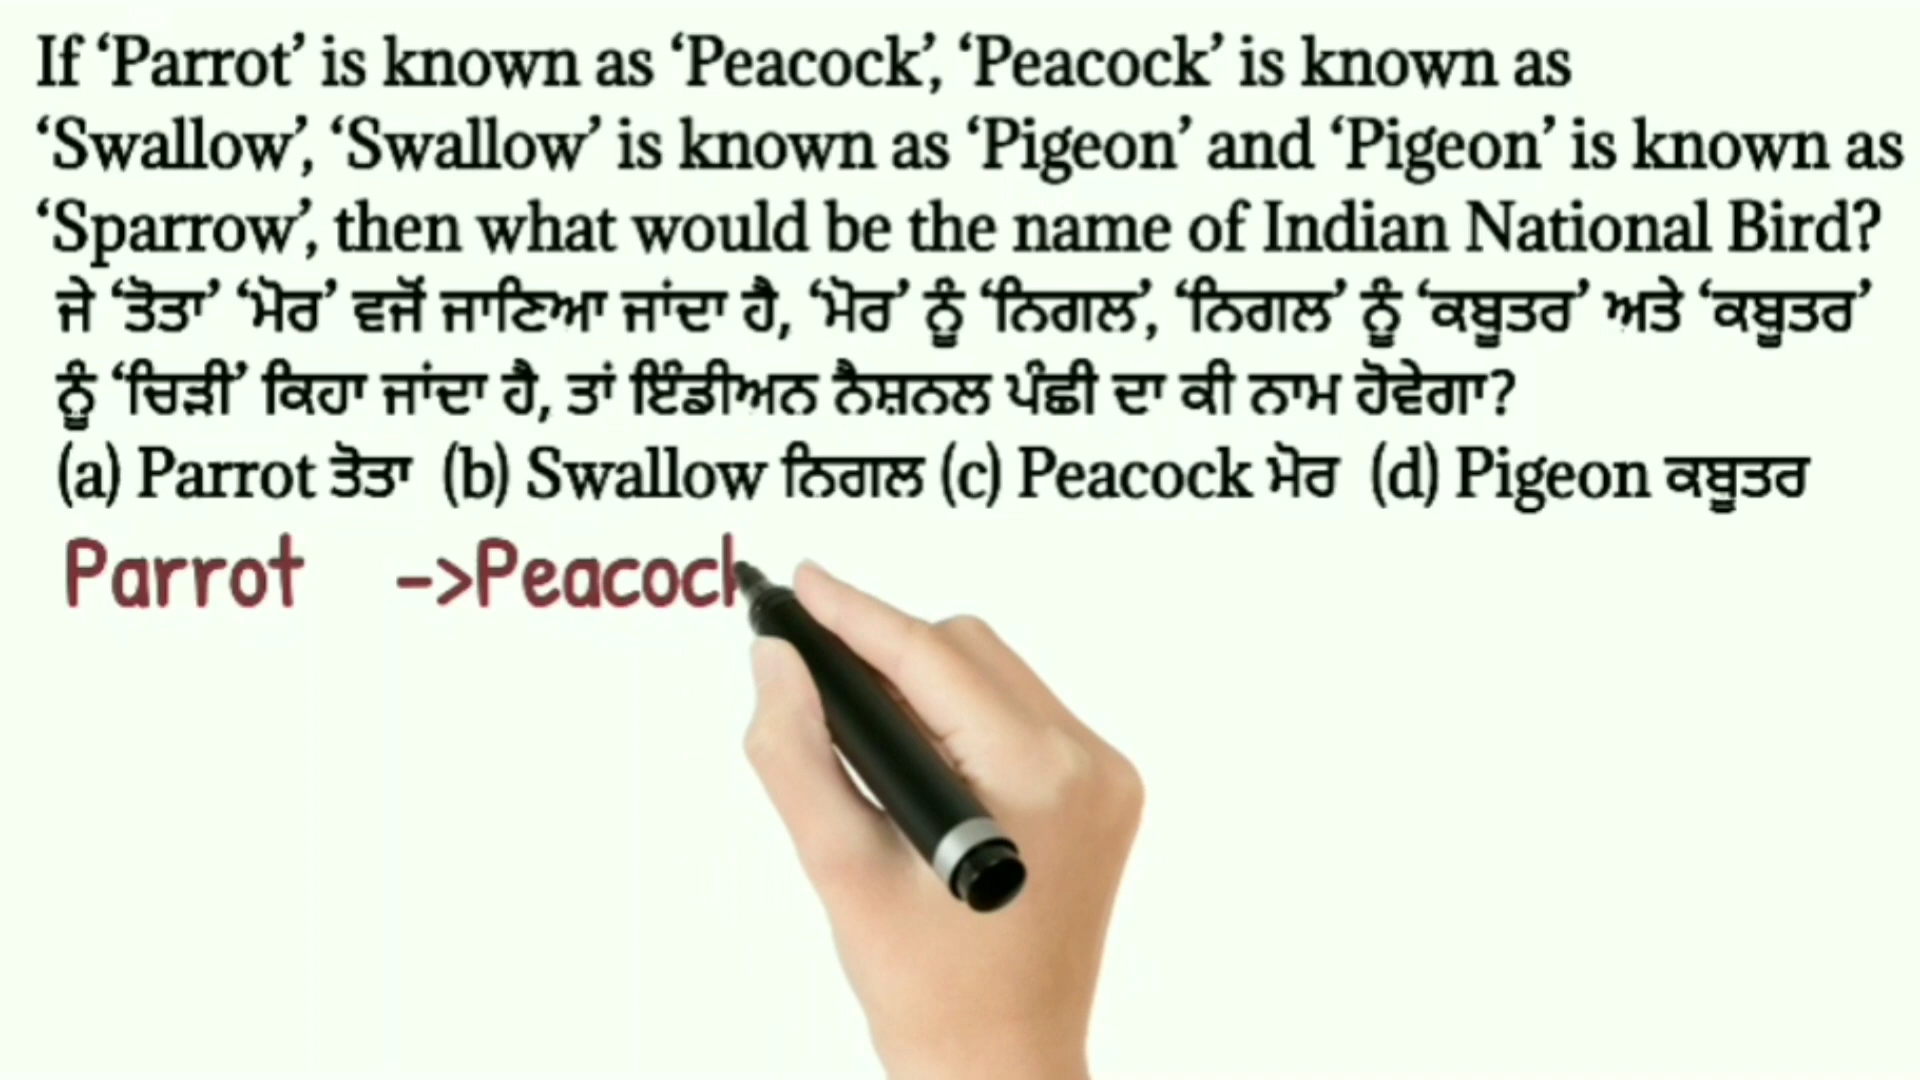 If ‘Parrot’ is known as ‘Peacock’, ‘Peacock’ is known as
‘Swallow’, ‘Swallow’ is known as ‘Pigeon’ and ‘Pigeon’ is known as
‘Sparrow’, then what would be the name of Indian National Bird?
ਜੇ ‘ਤੋਤਾ’ ‘ਮੋਰ’ ਵਜੋਂ ਜਾਣਿਆ ਜਾਂਦਾ ਹੈ, ‘ਮੋਰ’ ਨੂੰ ‘ਨਿਗਲ’, ‘ਨਿਗਲ’ ਨੂੰ ‘ਕਬੂਤਰ’ ਅਤੇ ‘ਕਬੂਤਰ’
ਨੂੰ ‘ਚਿੜੀ’ ਕਿਹਾ ਜਾਂਦਾ ਹੈ, ਤਾਂ ਇੰਡੀਅਨ ਨੈਸ਼ਨਲ ਪੰਛੀ ਦਾ ਕੀ ਨਾਮ ਹੋਵੇਗਾ?
(a) Parrot ਤੋਤਾ (b) Swallow ਨਿਗਲ (c) Peacock ਮੋਰ (d) Pigeon ਕਬੂਤਰ
Parrot ->Peacock